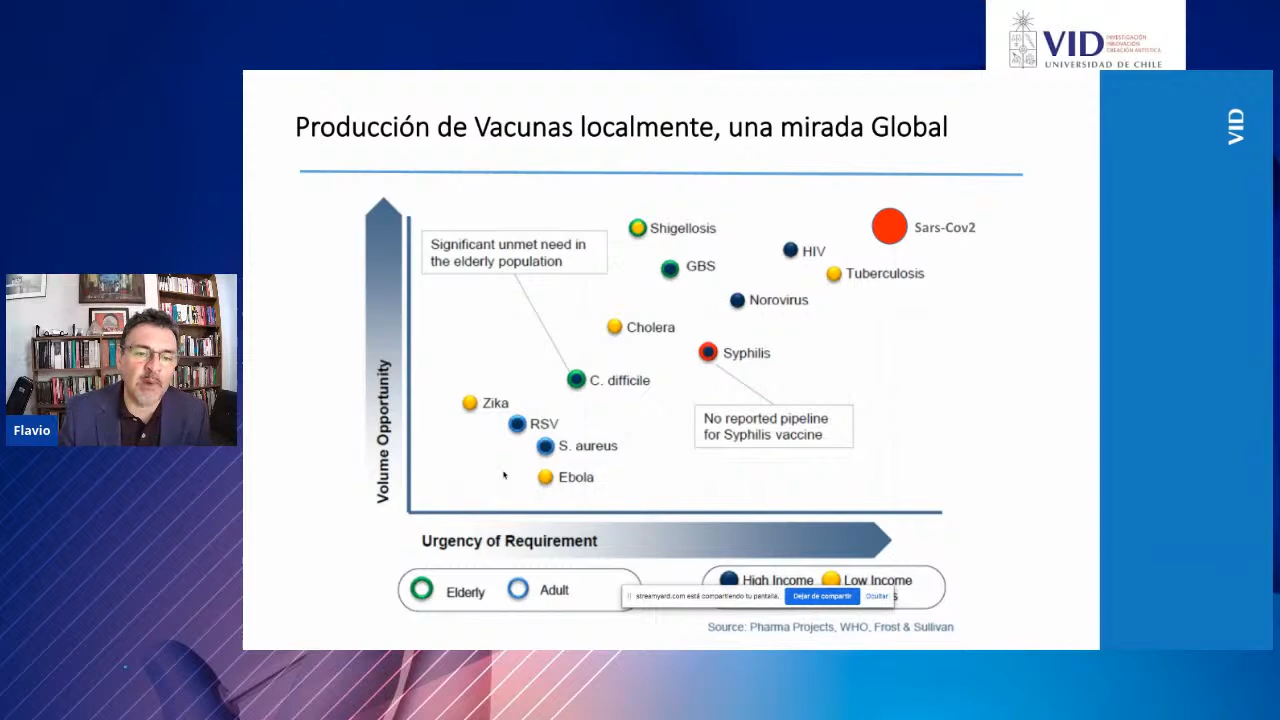 VID
INVESTIGACIÓN
INNOVACIÓN
CREACIÓN ARTÍSTICA
UNIVERSIDAD DE CHILE
VID
Producción de Vacunas localmente, una mirada Global
Significant unmet need in
the elderly population
Shigellosis
Sars-Cov2
HIV
GBS
Tuberculosis
Norovirus
Cholera
Syphilis
C. difficile
Zika
No reported pipeline
for Syphilis vaccine
RSV
S. aureus
Ebola
Volume Opportunity
Flavio
Urgency of Requirement
Elderly
Adult
High Income
Low Income
streamyard.com está compartiendo tu pantalla.
Dejar de compartir
Ocultar
Source: Pharma Projects, WHO, Frost & Sullivan